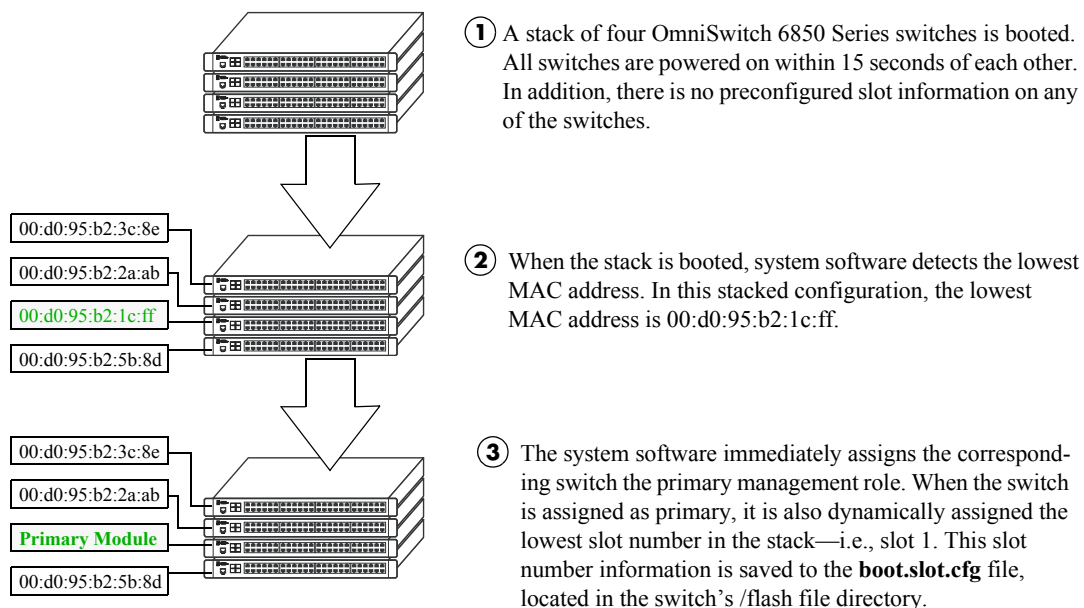 1 A stack of four OmniSwitch 6850 Series switches is booted.
All switches are powered on within 15 seconds of each other.
In addition, there is no preconfigured slot information on any
of the switches.
00:d0:95:b2:3c:8e
00:d0:95:b2:2a:ab
00:d0:95:b2:1c:ff
00:d0:95:b2:5b:8d
2 When the stack is booted, system software detects the lowest
MAC address. In this stacked configuration, the lowest
MAC address is 00:d0:95:b2:1c:ff.
00:d0:95:b2:3c:8e
00:d0:95:b2:2a:ab
Primary Module
00:d0:95:b2:5b:8d
3 The system software immediately assigns the correspond-
ing switch the primary management role. When the switch
is assigned as primary, it is also dynamically assigned the
lowest slot number in the stack—i.e., slot 1. This slot
number information is saved to the boot.slot.cfg file,
located in the switch’s /flash file directory.